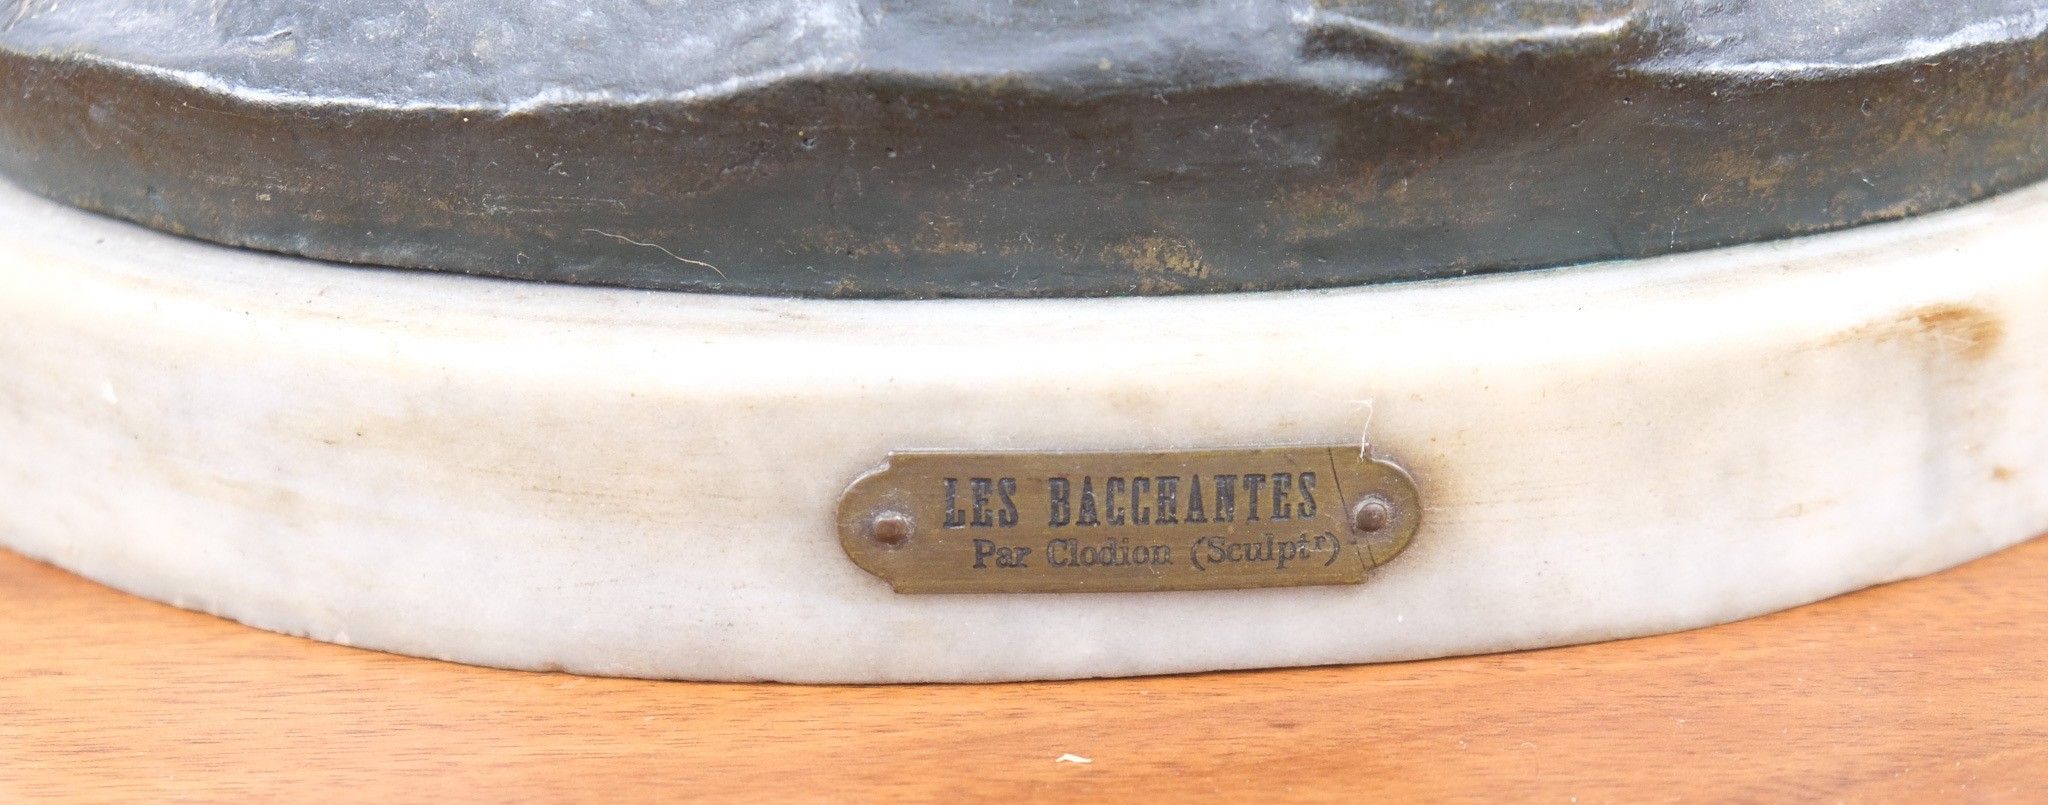 LES BACCHANTES
Par Clodion (Sculptʳ)